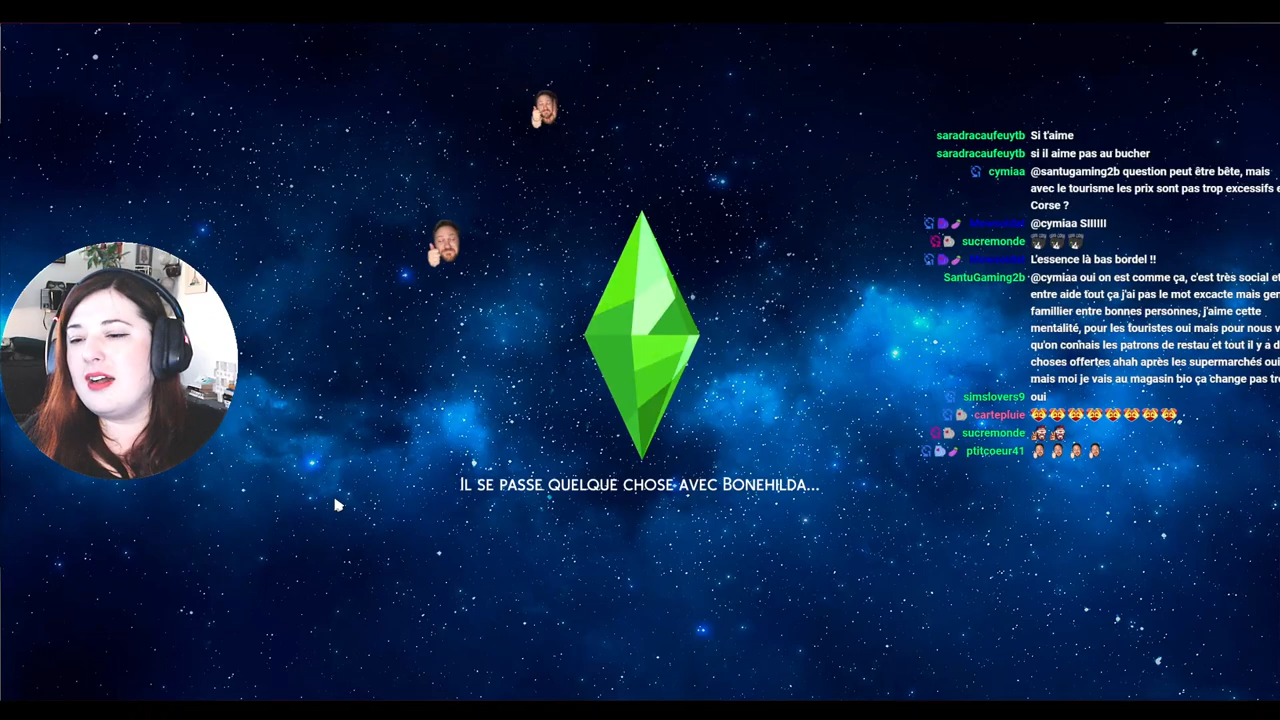 saradracaufeuytb Si t'aime
saradracaufeuytb si il aime pas au bucher
cymiaa @santugaming2b question peut être bête, mais
avec le tourisme les prix sont pas trop excessifs e
Corse ?
@cymiaa SIIIIII
sucremonde
L'essence là bas bordel !!
SantuGaming2b @cymiaa oui on est comme ça, c'est très social et
entre aide tout ça j'ai pas le mot excacte mais gen
famillier entre bonnes personnes, j'aime cette
mentalité, pour les touristes oui mais pour nous v
qu'on connais les patrons de restau et tout il y a d
choses offertes ahah après les supermarchés oui
mais moi je vais au magasin bio ça change pas tr
simslovers9 oui
cartepluie
sucremonde
ptitcoeur41
Il se passe quelque chose avec Bonehilda...